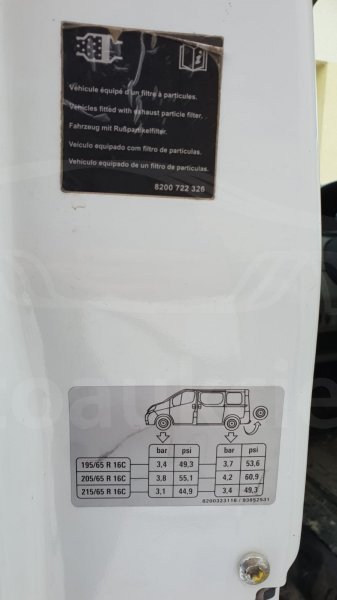 Véhicule équipé d'un filtre à particules.
Vehicles fitted with exhaust particle filter.
Fahrzeug mit Rußpartikelfilter.
Veículo equipado com filtro de partículas.
Vehículo equipado de un filtro de partículas.
8200 722 326
bar psi bar psi
195/65 R 16C 3,4 49,3 3,7 53,6
205/65 R 16C 3,8 55,1 4,2 60,9
215/65 R 16C 3,1 44,9 3,4 49,3
8200323118 / 93852931